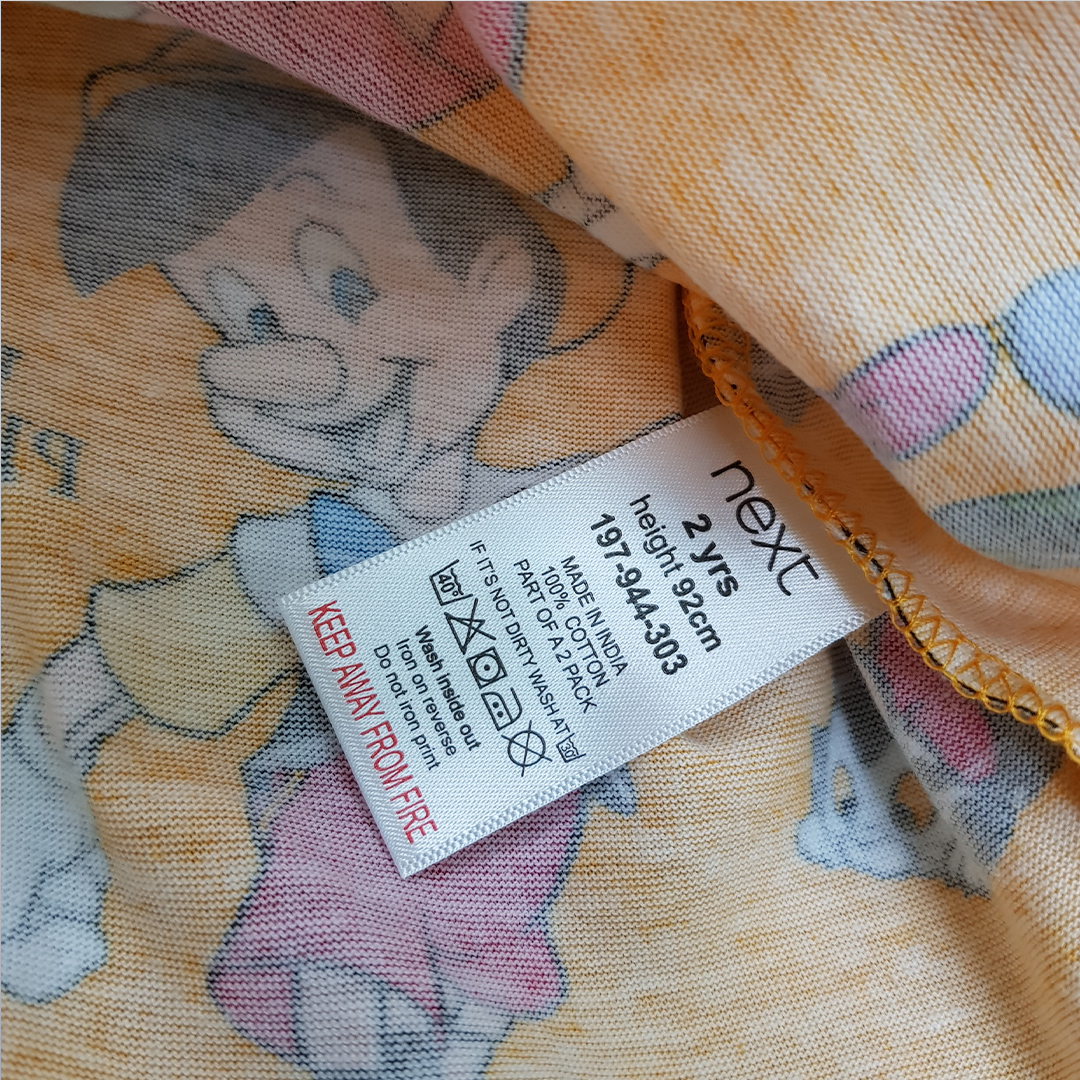 next
2 yrs
height 92cm
197-944-303
MADE IN INDIA
100% COTTON
PART OF A 2 PACK
IF IT'S NOT DIRTY WASH AT 30°
40°
Wash inside out
Iron on reverse
Do not iron print
KEEP AWAY FROM FIRE